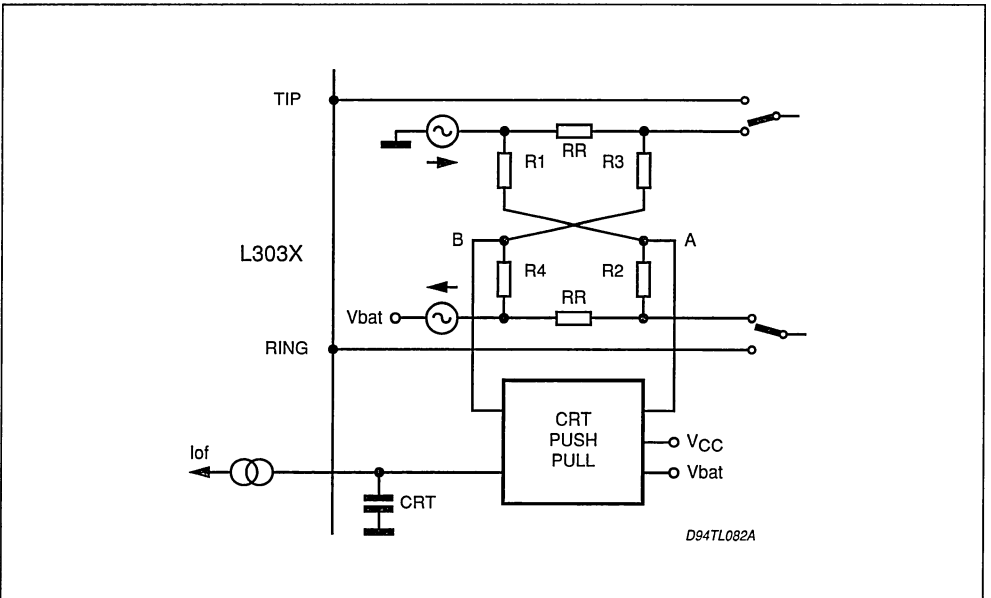 TIP
RR
R1
R3
B
A
L303X
R4
R2
RR
Vbat
RING
CRT
PUSH
PULL
VCC
Vbat
Iof
CRT
D94TL082A